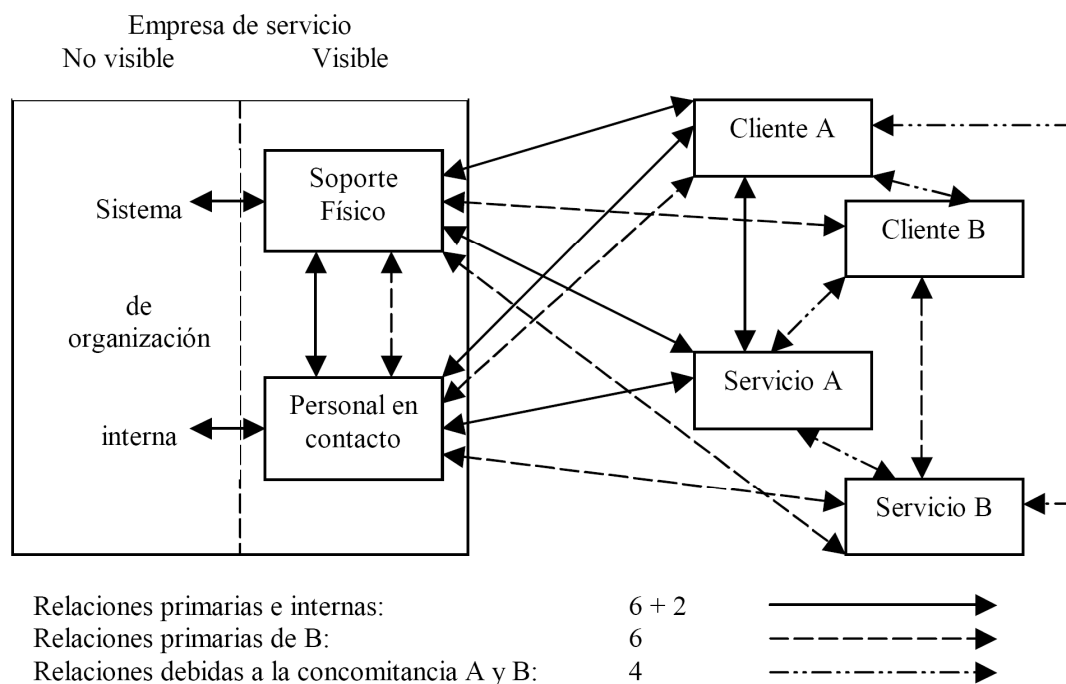 Empresa de servicio
No visible
Visible
Soporte
Físico
Sistema
de
organización
interna
Personal en
contacto
Cliente A
Cliente B
Servicio A
Servicio B
Relaciones primarias e internas: 6 + 2
Relaciones primarias de B: 6
Relaciones debidas a la concomitancia A y B: 4